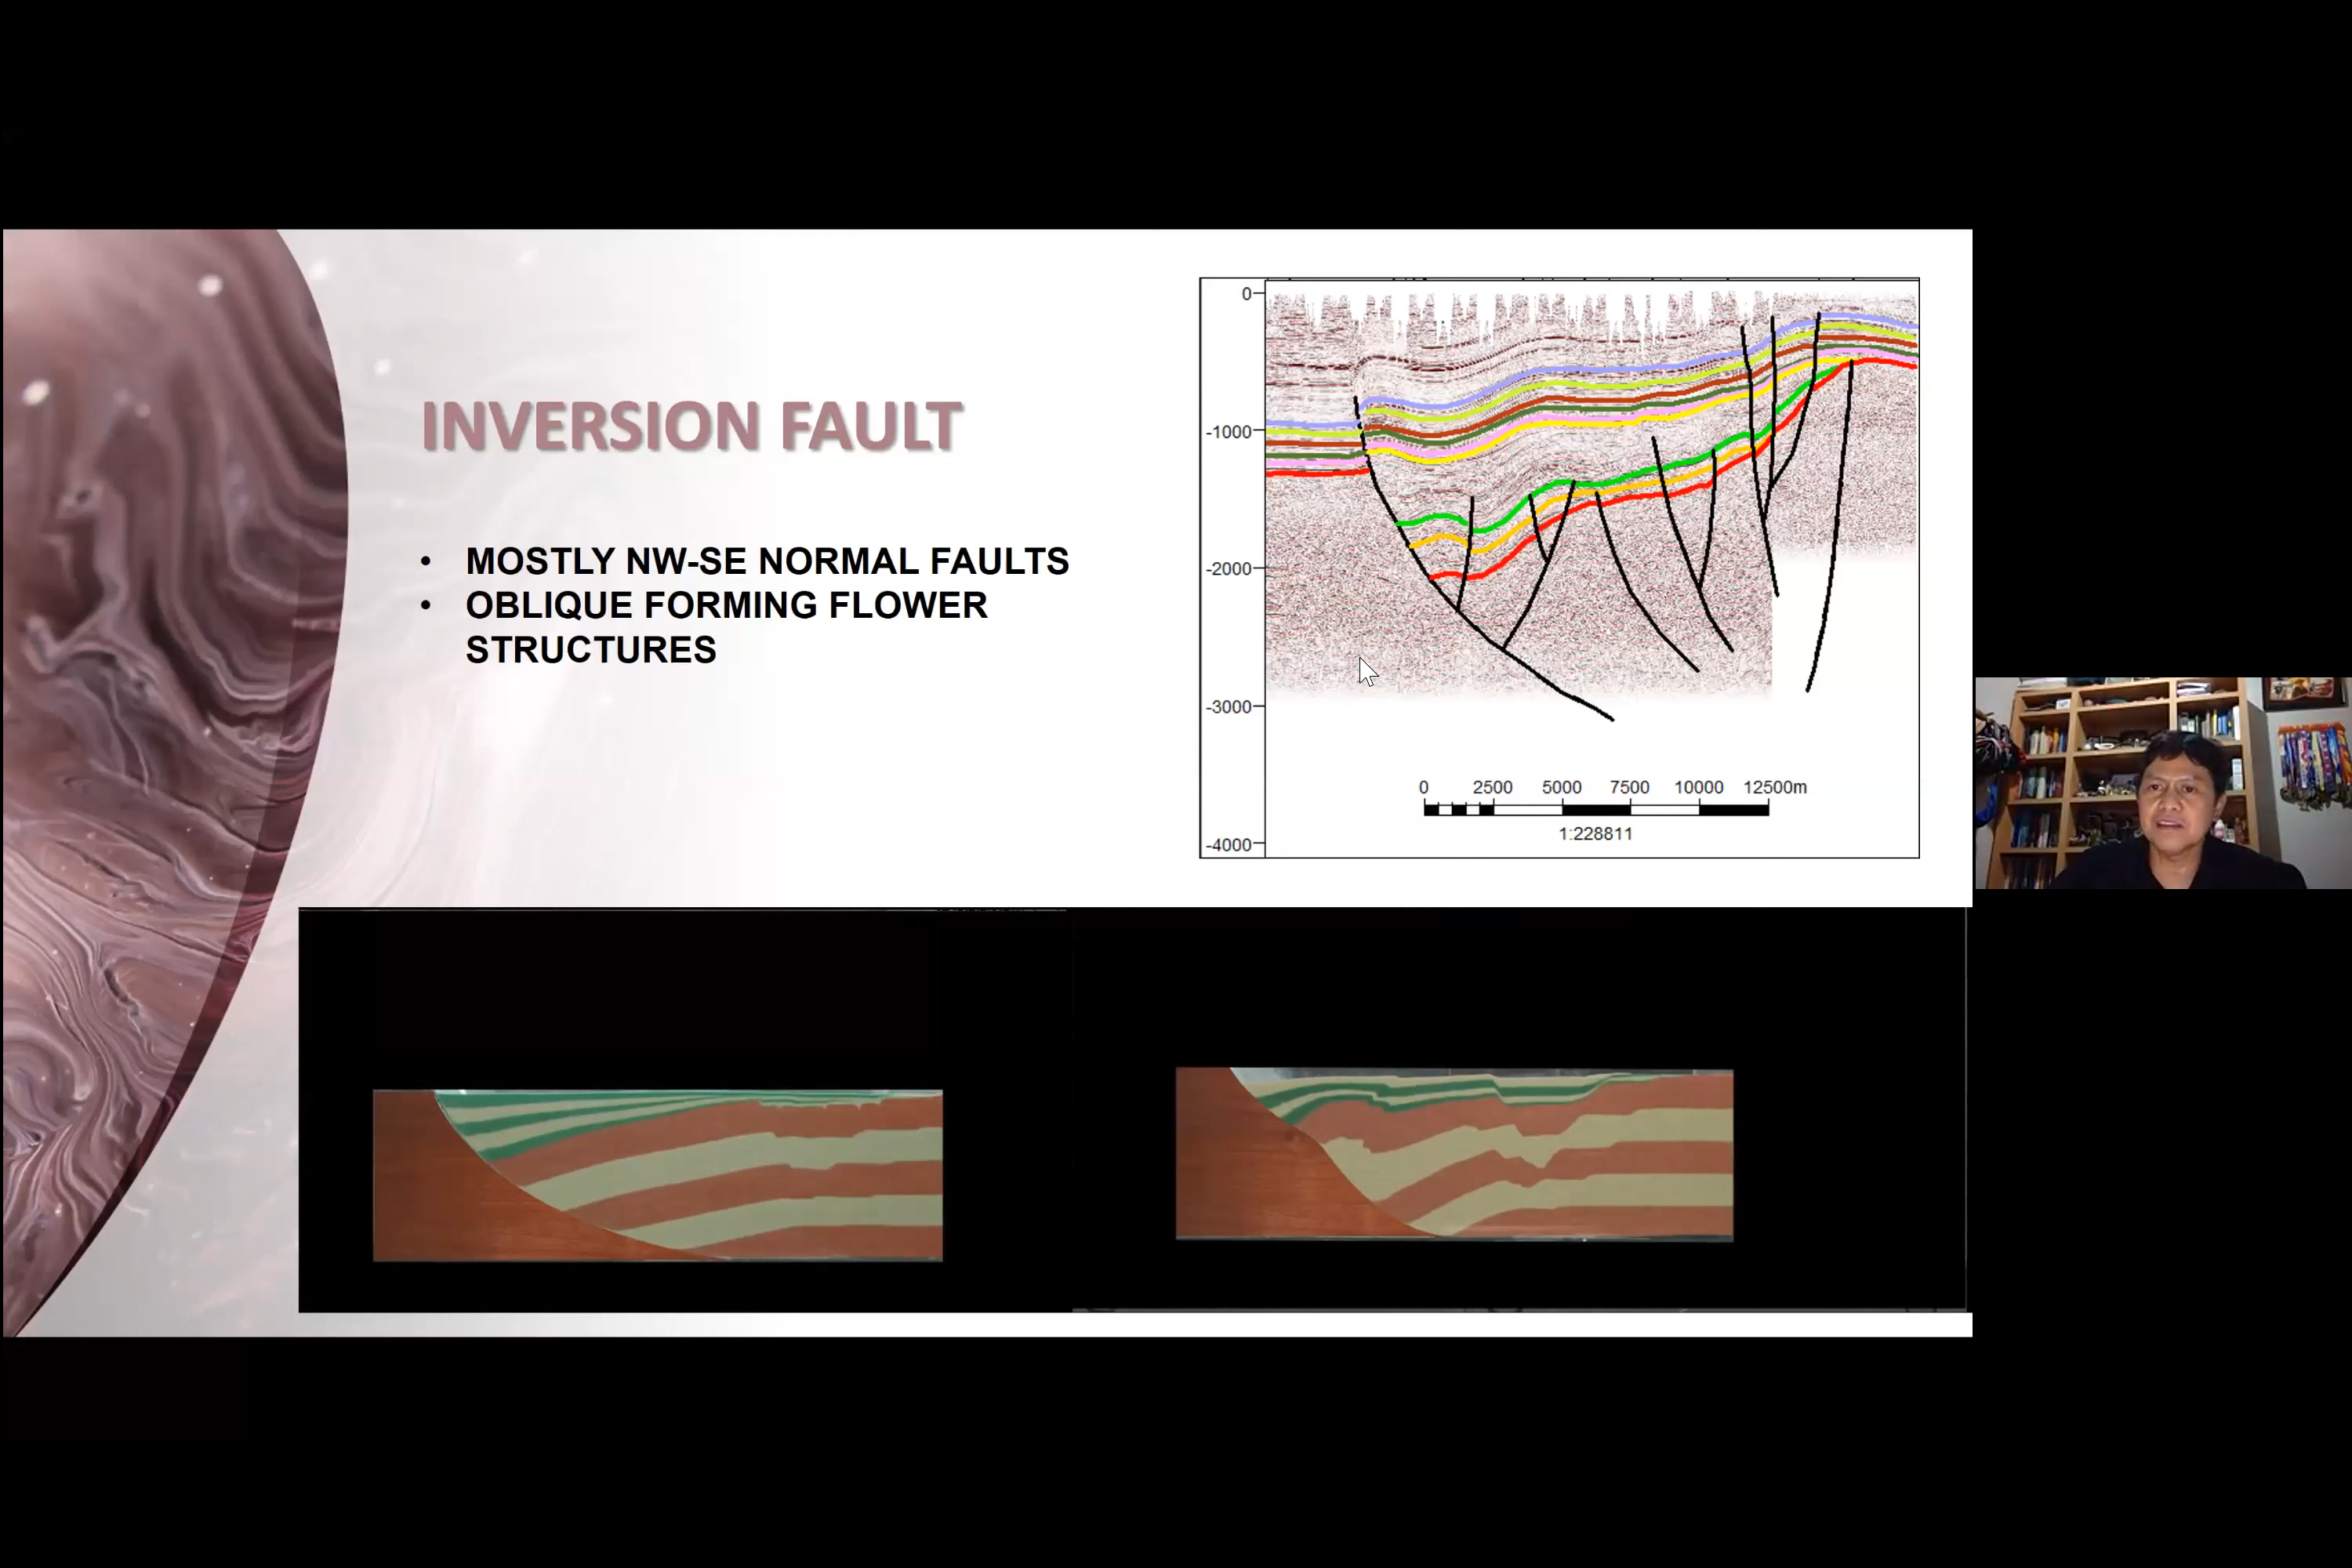 INVERSION FAULT
• MOSTLY NW-SE NORMAL FAULTS
• OBLIQUE FORMING FLOWER
STRUCTURES
0
-1000
-2000
-3000
-4000
0 2500 5000 7500 10000 12500m
1:228811